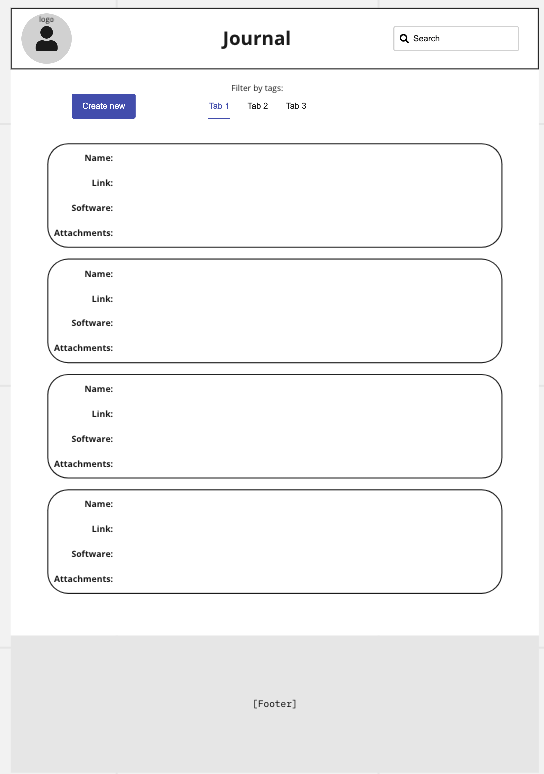 logo
Journal
Search
Filter by tags:
Create new
Tab 1
Tab 2
Tab 3
Name:
Link:
Software:
Attachments:
Name:
Link:
Software:
Attachments:
Name:
Link:
Software:
Attachments:
Name:
Link:
Software:
Attachments:
[Footer]